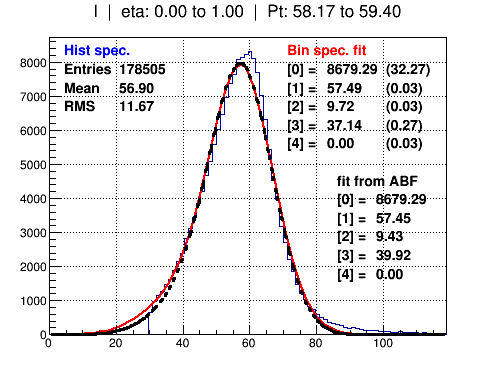 I | eta: 0.00 to 1.00 | Pt: 58.17 to 59.40
Hist spec.
Entries 178505
Mean 56.90
RMS 11.67
Bin spec. fit
[0] = 8679.29 (32.27)
[1] = 57.49 (0.03)
[2] = 9.72 (0.03)
[3] = 37.14 (0.27)
[4] = 0.00 (0.03)
fit from ABF
[0] = 8679.29
[1] = 57.45
[2] = 9.43
[3] = 39.92
[4] = 0.00
8000
7000
6000
5000
4000
3000
2000
1000
0
0 20 40 60 80 100